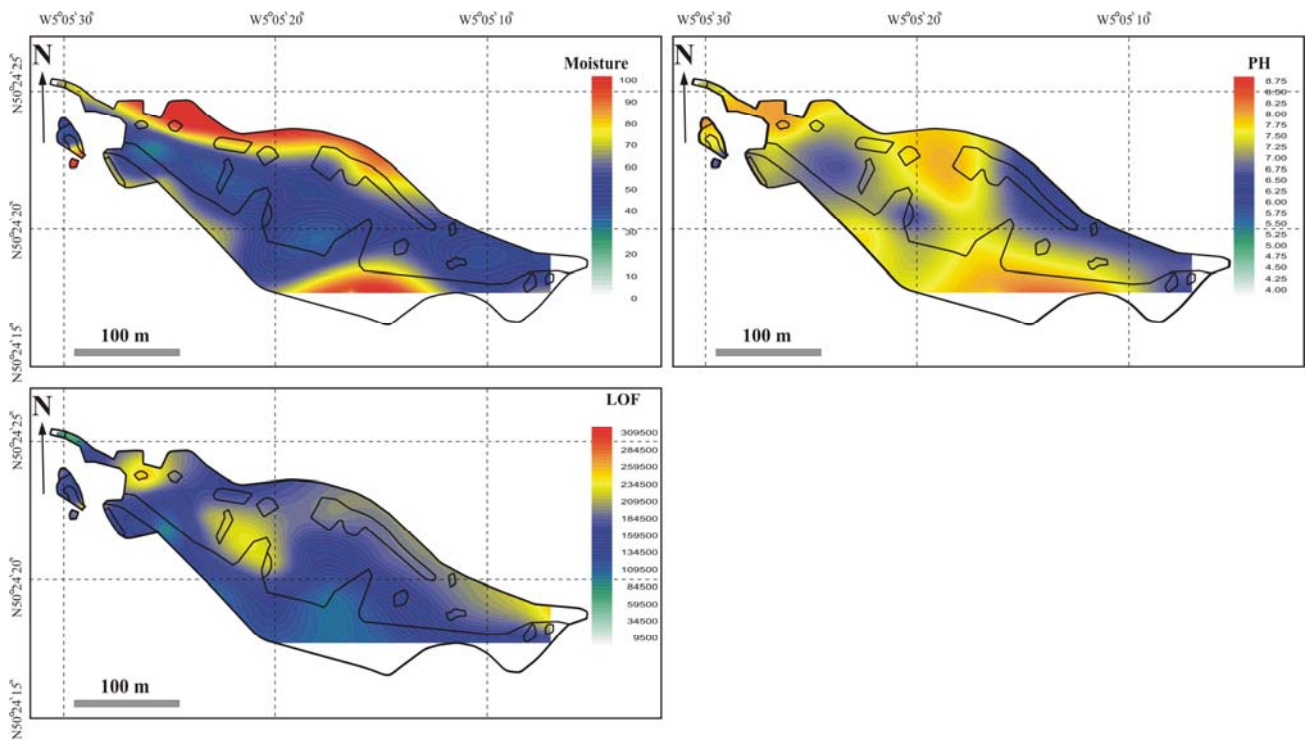 W5°05'30" W5°05'20" W5°05'10" W5°05'30" W5°05'20" W5°05'10"
N50°24'25"
N50°24'20"
N50°24'15"
N
Moisture
100
90
80
70
60
50
40
30
20
10
0
100 m
N
PH
8.75
8.50
8.25
8.00
7.75
7.50
7.25
7.00
6.75
6.50
6.25
6.00
5.75
5.50
5.25
5.00
4.75
4.50
4.25
4.00
100 m
N50°24'25"
N50°24'20"
N50°24'15"
N
LOF
309500
284500
259500
234500
209500
184500
159500
134500
109500
84500
59500
34500
9500
100 m